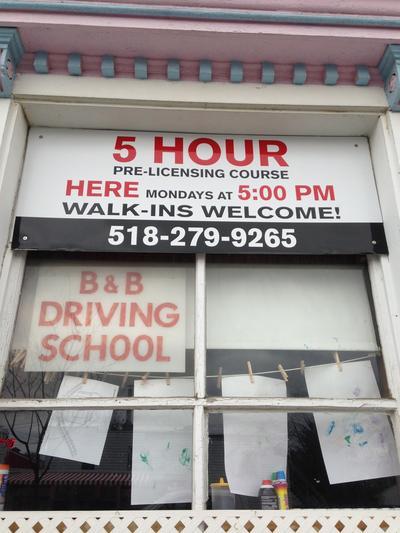 5 HOUR
PRE-LICENSING COURSE
HERE MONDAYS AT 5:00 PM
WALK-INS WELCOME!
518-279-9265
B&B
DRIVING
SCHOOL